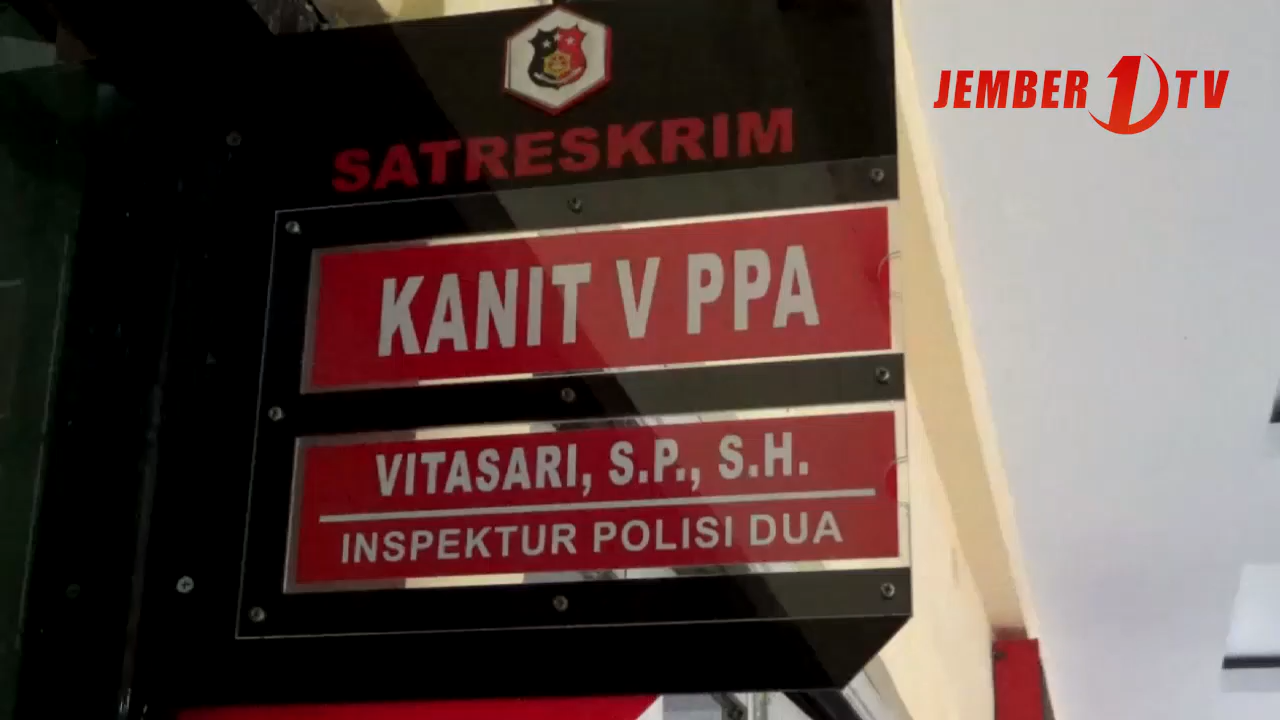 JEMBER 1 TV
SATRESKRIM
KANIT V PPA
VITASARI, S.P., S.H.
INSPEKTUR POLISI DUA